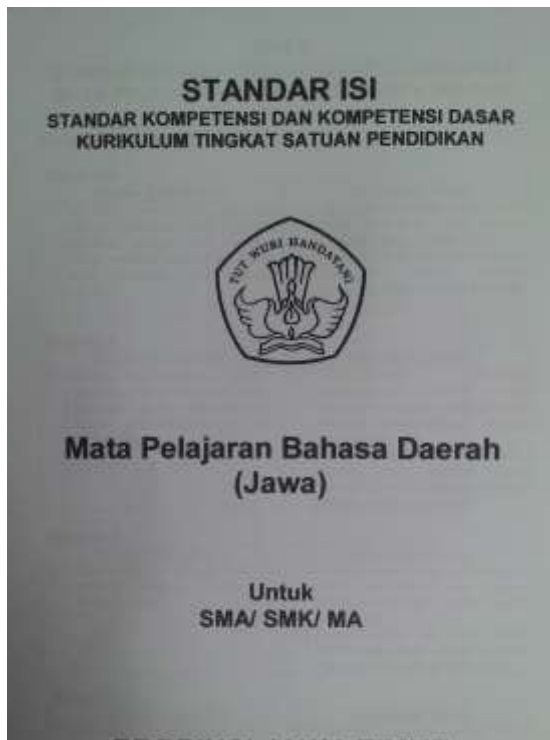 STANDAR ISI
STANDAR KOMPETENSI DAN KOMPETENSI DASAR
KURIKULUM TINGKAT SATUAN PENDIDIKAN
TUT WURI HANDAYANI
Mata Pelajaran Bahasa Daerah
(Jawa)
Untuk
SMA/ SMK/ MA